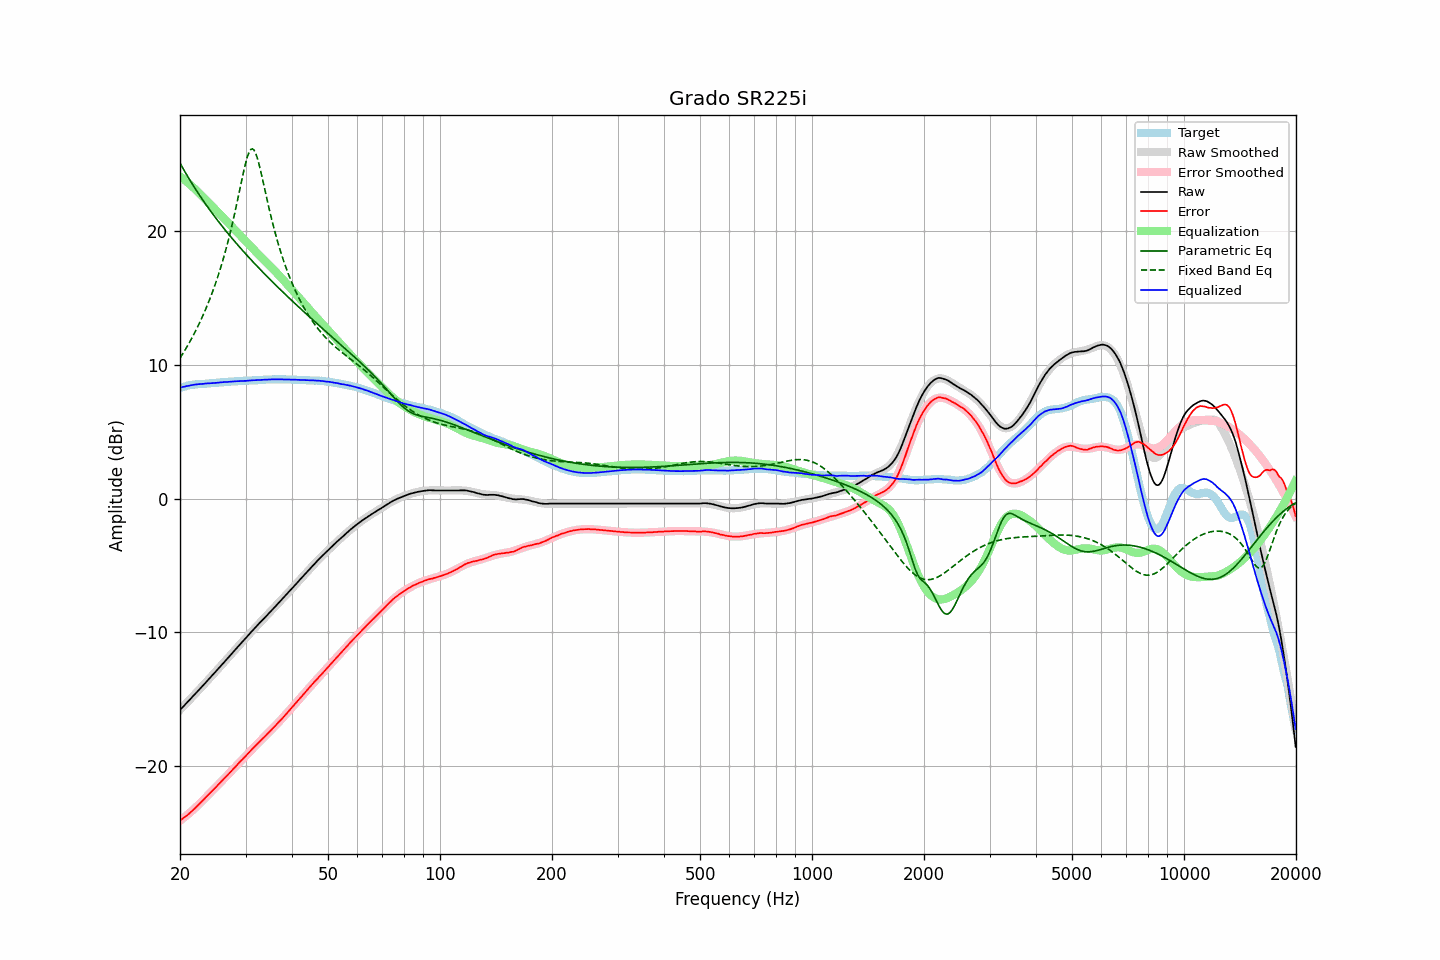 Grado SR225i
Target
Raw Smoothed
Error Smoothed
Raw
Error
Equalization
Parametric Eq
Fixed Band Eq
Equalized
Amplitude (dBr)
20
10
0
−10
−20
20 50 100 200 500 1000 2000 5000 10000 20000
Frequency (Hz)